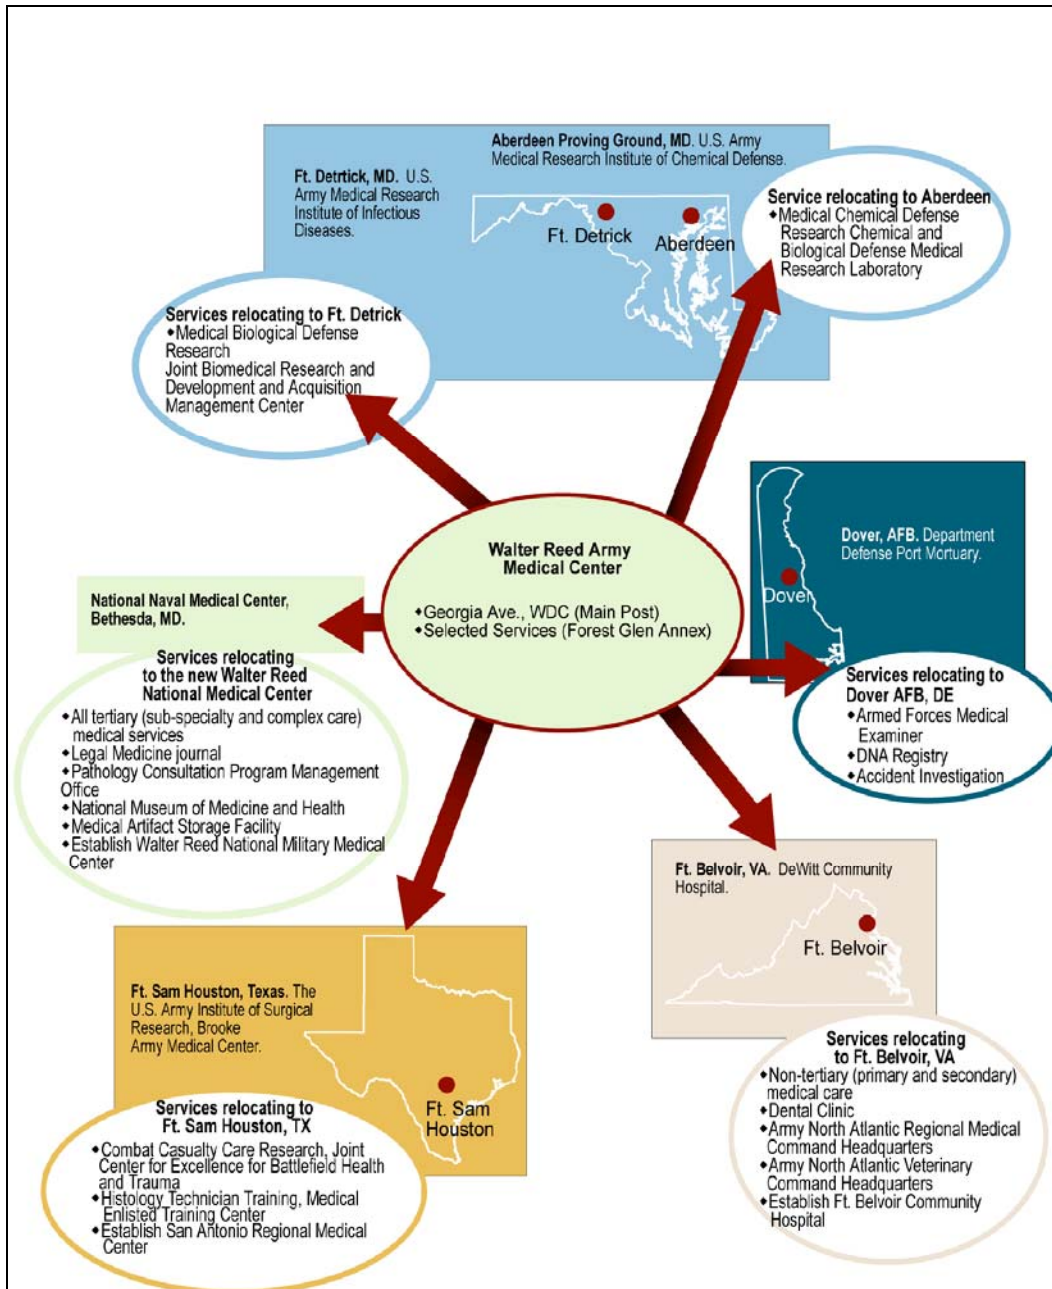 Aberdeen Proving Ground, MD. U.S. Army
Medical Research Institute of Chemical Defense.
Ft. Detrtick, MD. U.S.
Army Medical Research
Institute of Infectious
Diseases.
Ft. Detrick
Aberdeen
Service relocating to Aberdeen
◆Medical Chemical Defense
Research Chemical and
Biological Defense Medical
Research Laboratory
Services relocating to Ft. Detrick
◆Medical Biological Defense
Research
Joint Biomedical Research and
Development and Acquisition
Management Center
Walter Reed Army
Medical Center
◆Georgia Ave., WDC (Main Post)
◆Selected Services (Forest Glen Annex)
Dover, AFB. Department
Defense Port Mortuary.
Dover
Services relocating to
Dover AFB, DE
◆Armed Forces Medical
Examiner
◆DNA Registry
◆Accident Investigation
National Naval Medical Center,
Bethesda, MD.
Services relocating
to the new Walter Reed
National Medical Center
◆All tertiary (sub-specialty and complex care)
medical services
◆Legal Medicine journal
◆Pathology Consultation Program Management
Office
◆National Museum of Medicine and Health
◆Medical Artifact Storage Facility
◆Establish Walter Reed National Military Medical
Center
Ft. Belvoir, VA. DeWitt Community
Hospital.
Ft. Belvoir
Services relocating
to Ft. Belvoir, VA
◆Non-tertiary (primary and secondary)
medical care
◆Dental Clinic
◆Army North Atlantic Regional Medical
Command Headquarters
◆Army North Atlantic Veterinary
Command Headquarters
◆Establish Ft. Belvoir Community
Hospital
Ft. Sam Houston, Texas. The
U.S. Army Institute of Surgical
Research, Brooke
Army Medical Center.
Ft. Sam
Houston
Services relocating to
Ft. Sam Houston, TX
◆Combat Casualty Care Research, Joint
Center for Excellence for Battlefield Health
and Trauma
◆Histology Technician Training, Medical
Enlisted Training Center
◆Establish San Antonio Regional Medical
Center